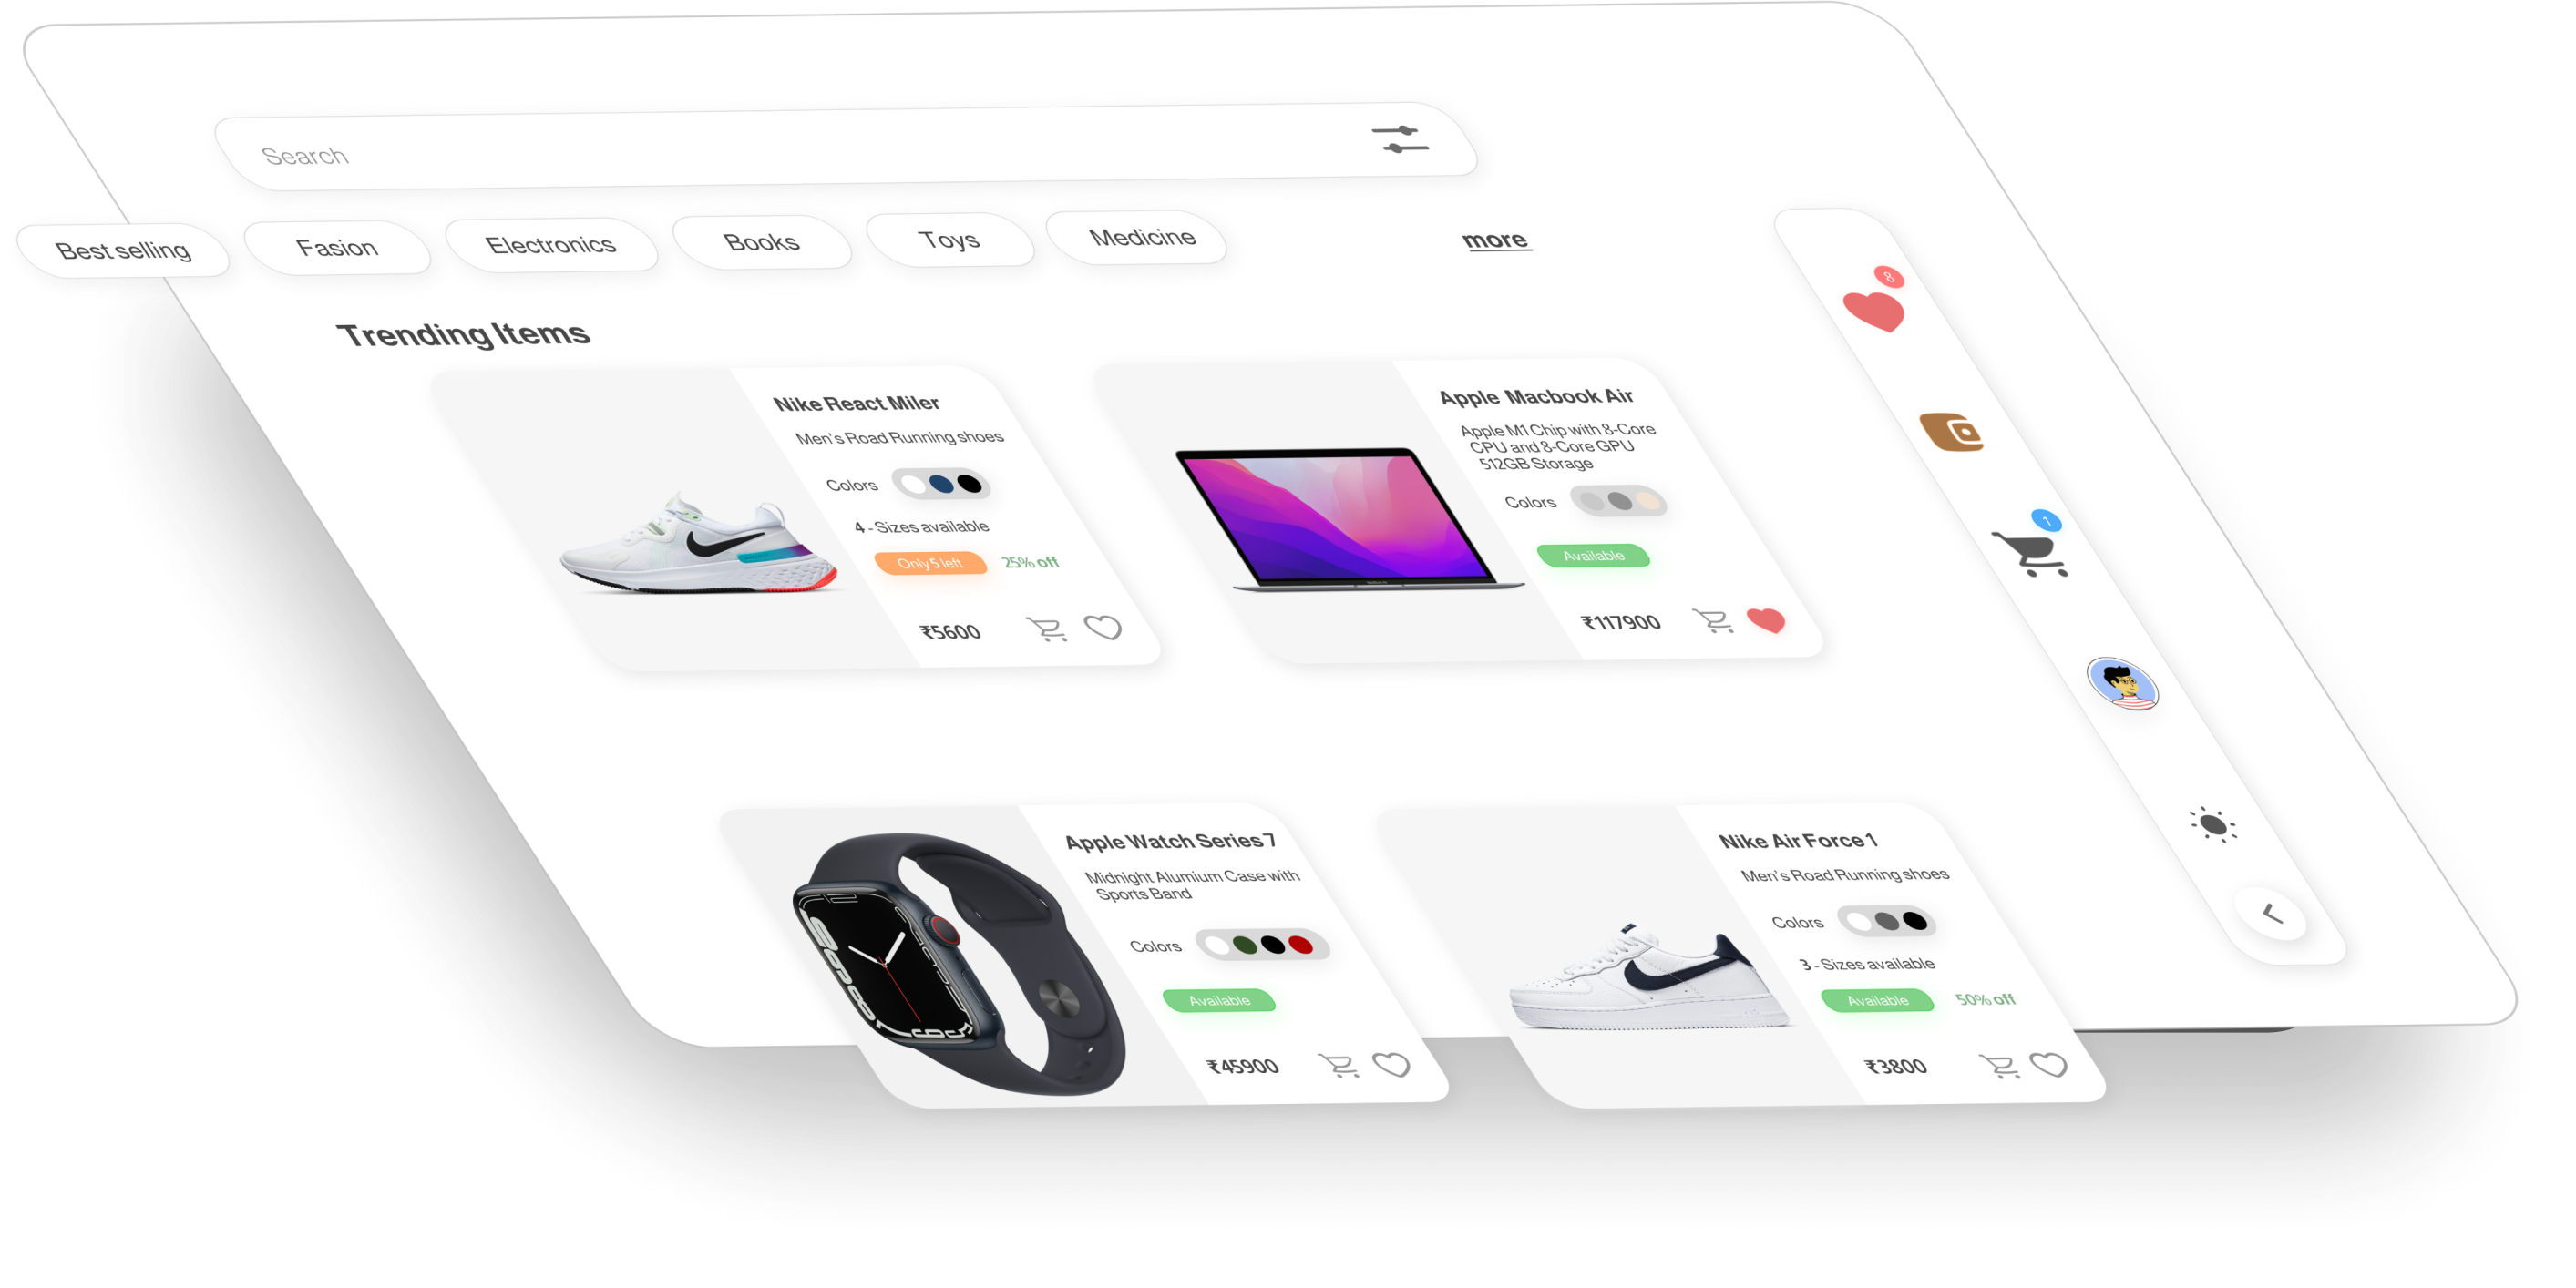 Search
Best selling
Fasion
Electronics
Books
Toys
Medicine
more
8
Trending Items
Nike React Miler
Men's Road Running shoes
Colors
4 - Sizes available
Only 5 left
25% off
₹5600
Apple Macbook Air
Apple M1 Chip with 8-Core
CPU and 8-Core GPU
512GB Storage
Colors
Available
₹117900
1
Apple Watch Series 7
Midnight Alumium Case with
Sports Band
Colors
Available
₹45900
Nike Air Force 1
Men's Road Running shoes
Colors
3 - Sizes available
Available
50% off
₹3800